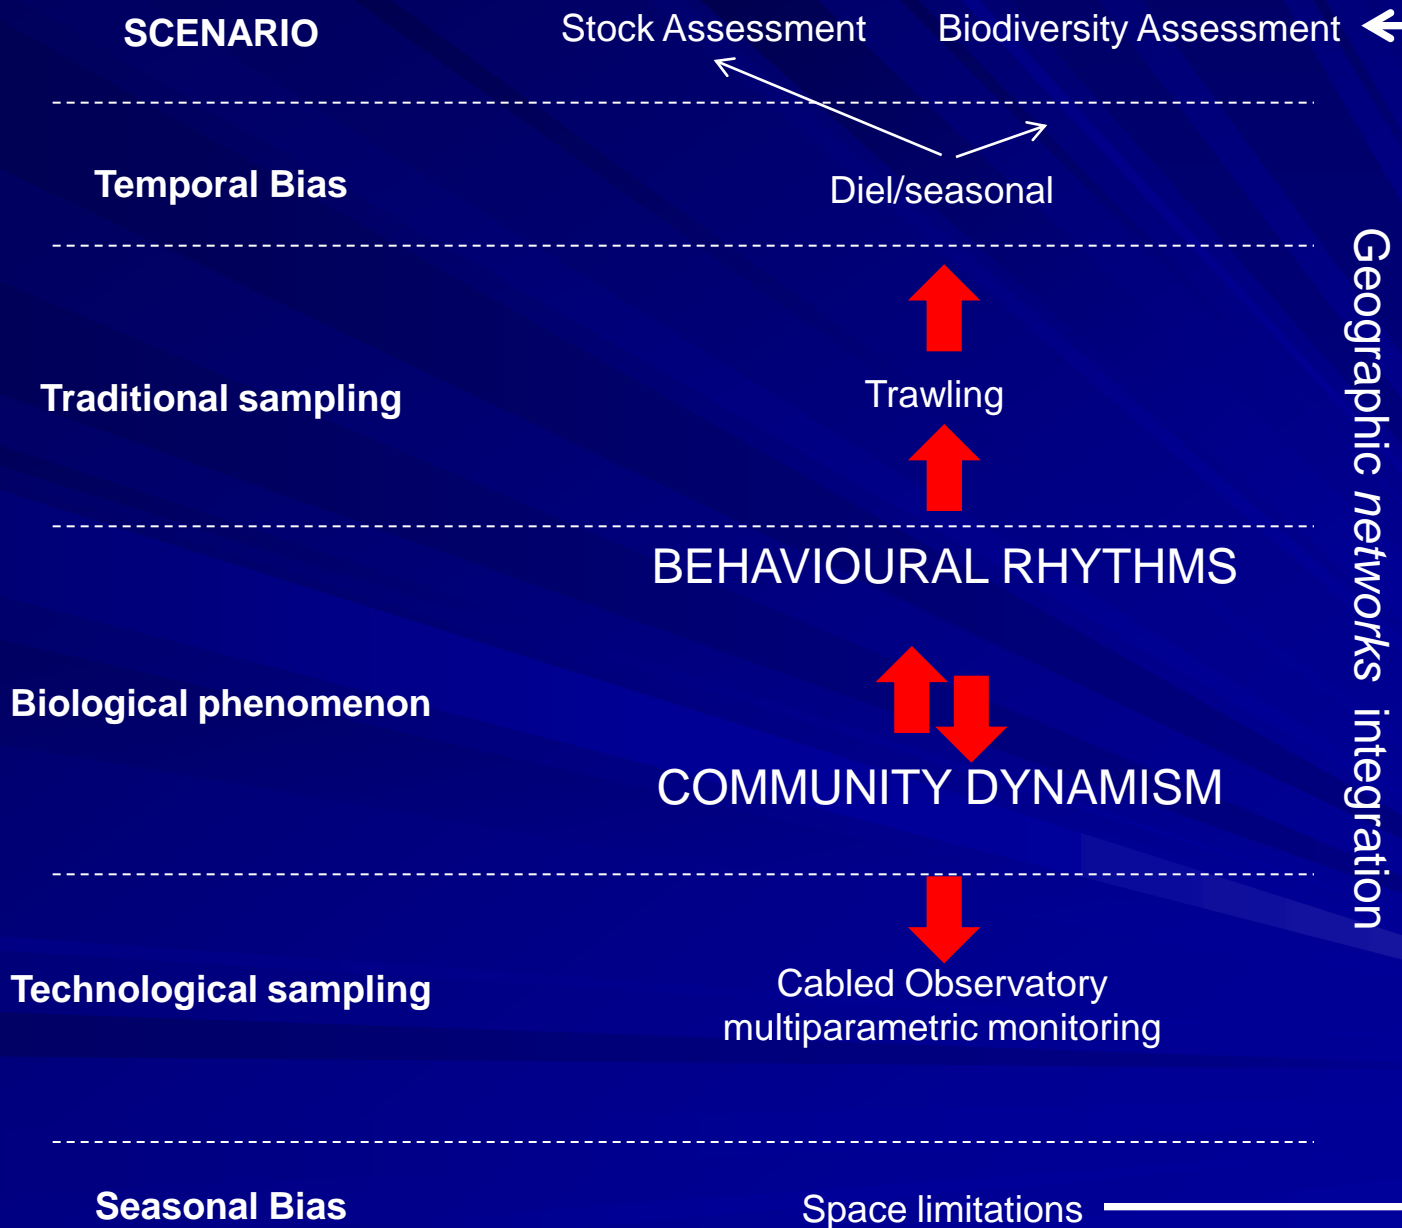 SCENARIO
Stock Assessment
Biodiversity Assessment
Temporal Bias
Diel/seasonal
Traditional sampling
Trawling
BEHAVIOURAL RHYTHMS
Biological phenomenon
COMMUNITY DYNAMISM
Technological sampling
Cabled Observatory
multiparametric monitoring
Seasonal Bias
Space limitations
Geographic networks integration